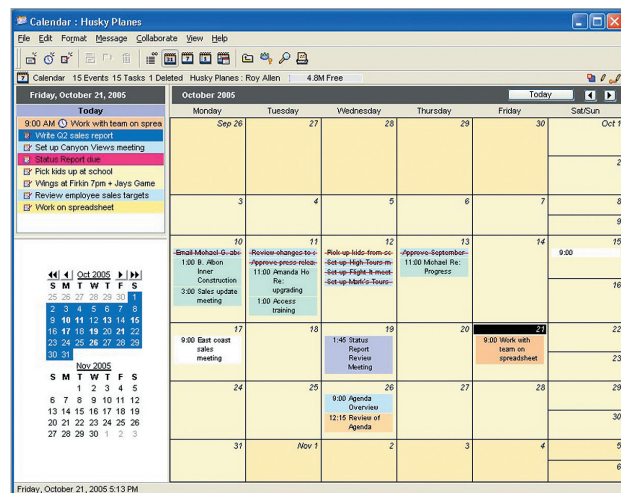 Calendar : Husky Planes
File Edit Format Message Collaborate View Help
Calendar 15 Events 15 Tasks 1 Deleted Husky Planes : Roy Allen 4.8M Free
Friday, October 21, 2005
Today
9:00 AM Work with team on sprea
Write Q2 sales report
Set up Canyon Views meeting
Status Report due
Pick kids up at school
Wings at Firkin 7pm + Jays Game
Review employee sales targets
Work on spreadsheet
Oct 2005
S M T W T F S
25 26 27 28 29 30 1
2 3 4 5 6 7 8
9 10 11 12 13 14 15
16 17 18 19 20 21 22
23 24 25 26 27 28 29
30 31
Nov 2005
S M T W T F S
1 2 3 4 5
6 7 8 9 10 11 12
13 14 15 16 17 18 19
20 21 22 23 24 25 26
27 28 29 30 1 2 3
October 2005 Today
Monday Tuesday Wednesday Thursday Friday Sat/Sun
Sep 26 27 28 29 30 Oct 1
2
3 4 5 6 7 8
9
10 11 12 13 14 15
Email Michael G. abc Review changes to s Pick up kids from sc Approve September 9:00
1:00 B. Albon Approve press relea Set up High Tours m 11:00 Michael Re:
Inner 11:00 Amanda Ho Set up Flight It meet Progress
Construction Re: Set up Mark's Tours
3:00 Sales update upgrading
meeting 1:00 Access
training
16
17 18 19 20 21 22
9:00 East coast 1:45 Status 9:00 Work with
sales Report team on
meeting Review spreadsheet
Meeting
23
24 25 26 27 28 29
9:00 Agenda
Overview
12:15 Review of
Agenda
30
31 Nov 1 2 3 4 5
6
Friday, October 21, 2005 5:13 PM